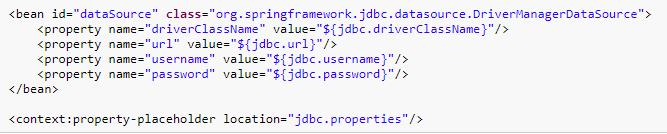 <bean id="dataSource" class="org.springframework.jdbc.datasource.DriverManagerDataSource">
    <property name="driverClassName" value="${jdbc.driverClassName}"/>
    <property name="url" value="${jdbc.url}"/>
    <property name="username" value="${jdbc.username}"/>
    <property name="password" value="${jdbc.password}"/>
</bean>

<context:property-placeholder location="jdbc.properties"/>